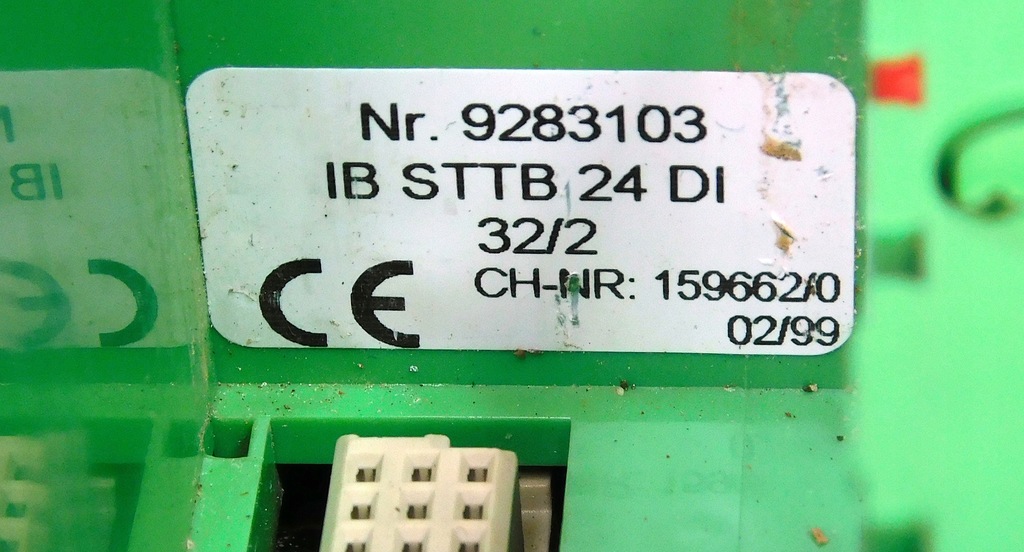 Nr. 9283103
IB STTB 24 DI
32/2
CE CH-NR: 159662/0
02/99